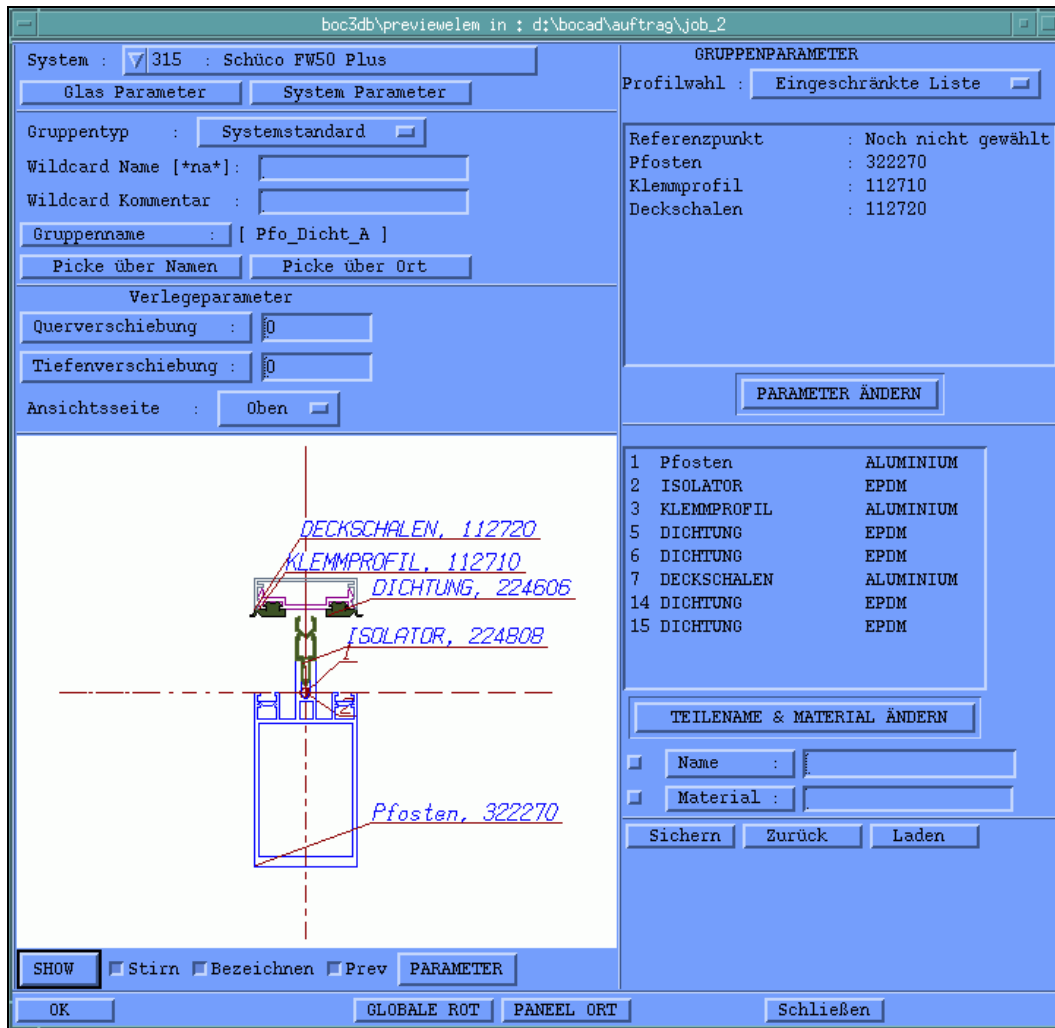 boc3db\previewelem in : d:\bocad\auftrag\job_2
System : 315 : Schüco FW50 Plus
Glas Parameter System Parameter
Gruppentyp : Systemstandard
Wildcard Name [*na*]:
Wildcard Kommentar :
Gruppenname : [ Pfo_Dicht_A ]
Picke über Namen Picke über Ort
Verlegeparameter
Querverschiebung : 0
Tiefenverschiebung : 0
Ansichtsseite : Oben
DECKSCHALEN, 112720
KLEMMPROFIL, 112710
DICHTUNG, 224606
ISOLATOR, 224808
1
2
Pfosten, 322270
SHOW Stirn Bezeichnen Prev PARAMETER
GRUPPENPARAMETER
Profilwahl : Eingeschränkte Liste
Referenzpunkt : Noch nicht gewählt
Pfosten : 322270
Klemmprofil : 112710
Deckschalen : 112720
PARAMETER ÄNDERN
1 Pfosten ALUMINIUM
2 ISOLATOR EPDM
3 KLEMMPROFIL ALUMINIUM
5 DICHTUNG EPDM
6 DICHTUNG EPDM
7 DECKSCHALEN ALUMINIUM
14 DICHTUNG EPDM
15 DICHTUNG EPDM
TEILENAME & MATERIAL ÄNDERN
Name :
Material :
Sichern Zurück Laden
OK GLOBALE ROT PANEEL ORT Schließen